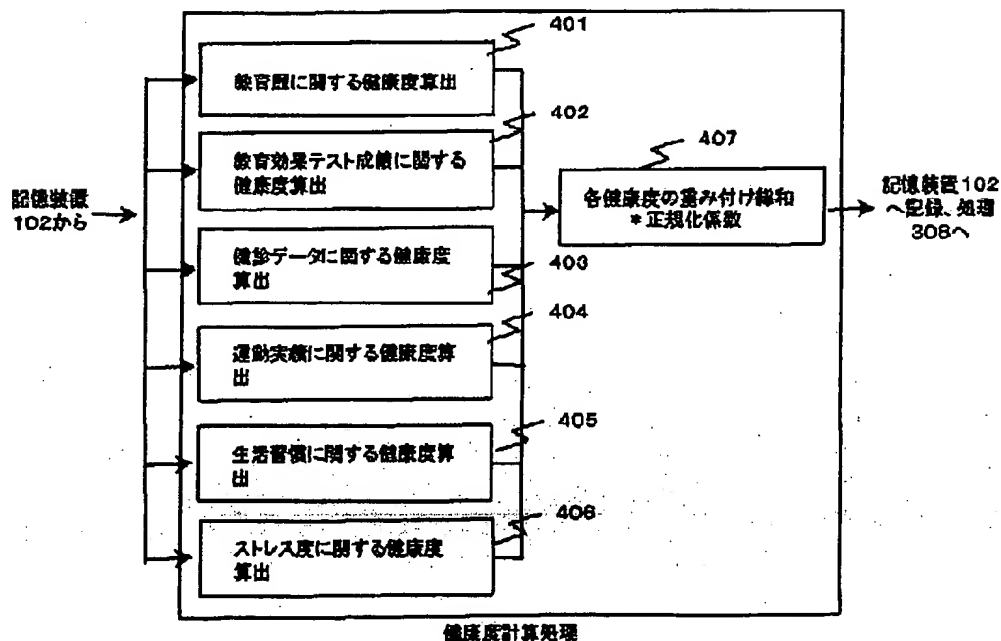 401
教育歴に関する健康度算出
402
教育効果テスト成績に関する
健康度算出
407
記憶装置
102から
各健康度の重み付け総和
*正規化係数
記憶装置102
へ記録、処理
308へ
健診データに関する健康度
算出
403
404
運動実績に関する健康度算
出
405
生活習慣に関する健康度算
出
406
ストレス度に関する健康度
算出
健康度計算処理